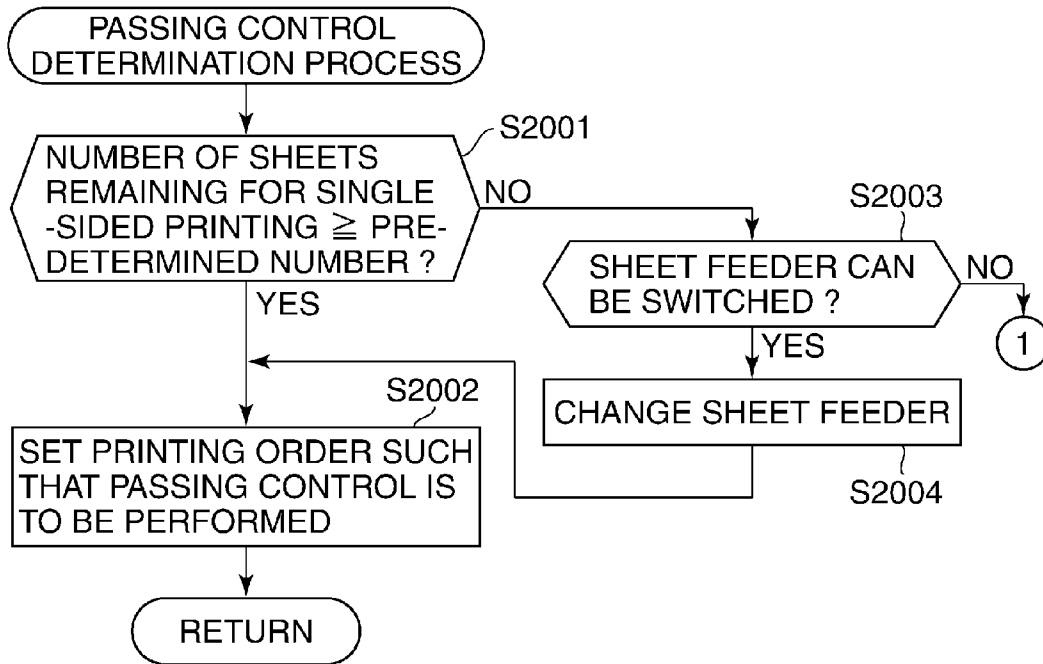 PASSING CONTROL
DETERMINATION PROCESS
S2001
NUMBER OF SHEETS
REMAINING FOR SINGLE
-SIDED PRINTING ≧ PRE-
DETERMINED NUMBER ?
NO
YES
S2003
SHEET FEEDER CAN
BE SWITCHED ?
NO
1
YES
CHANGE SHEET FEEDER
S2004
S2002
SET PRINTING ORDER SUCH
THAT PASSING CONTROL IS
TO BE PERFORMED
RETURN